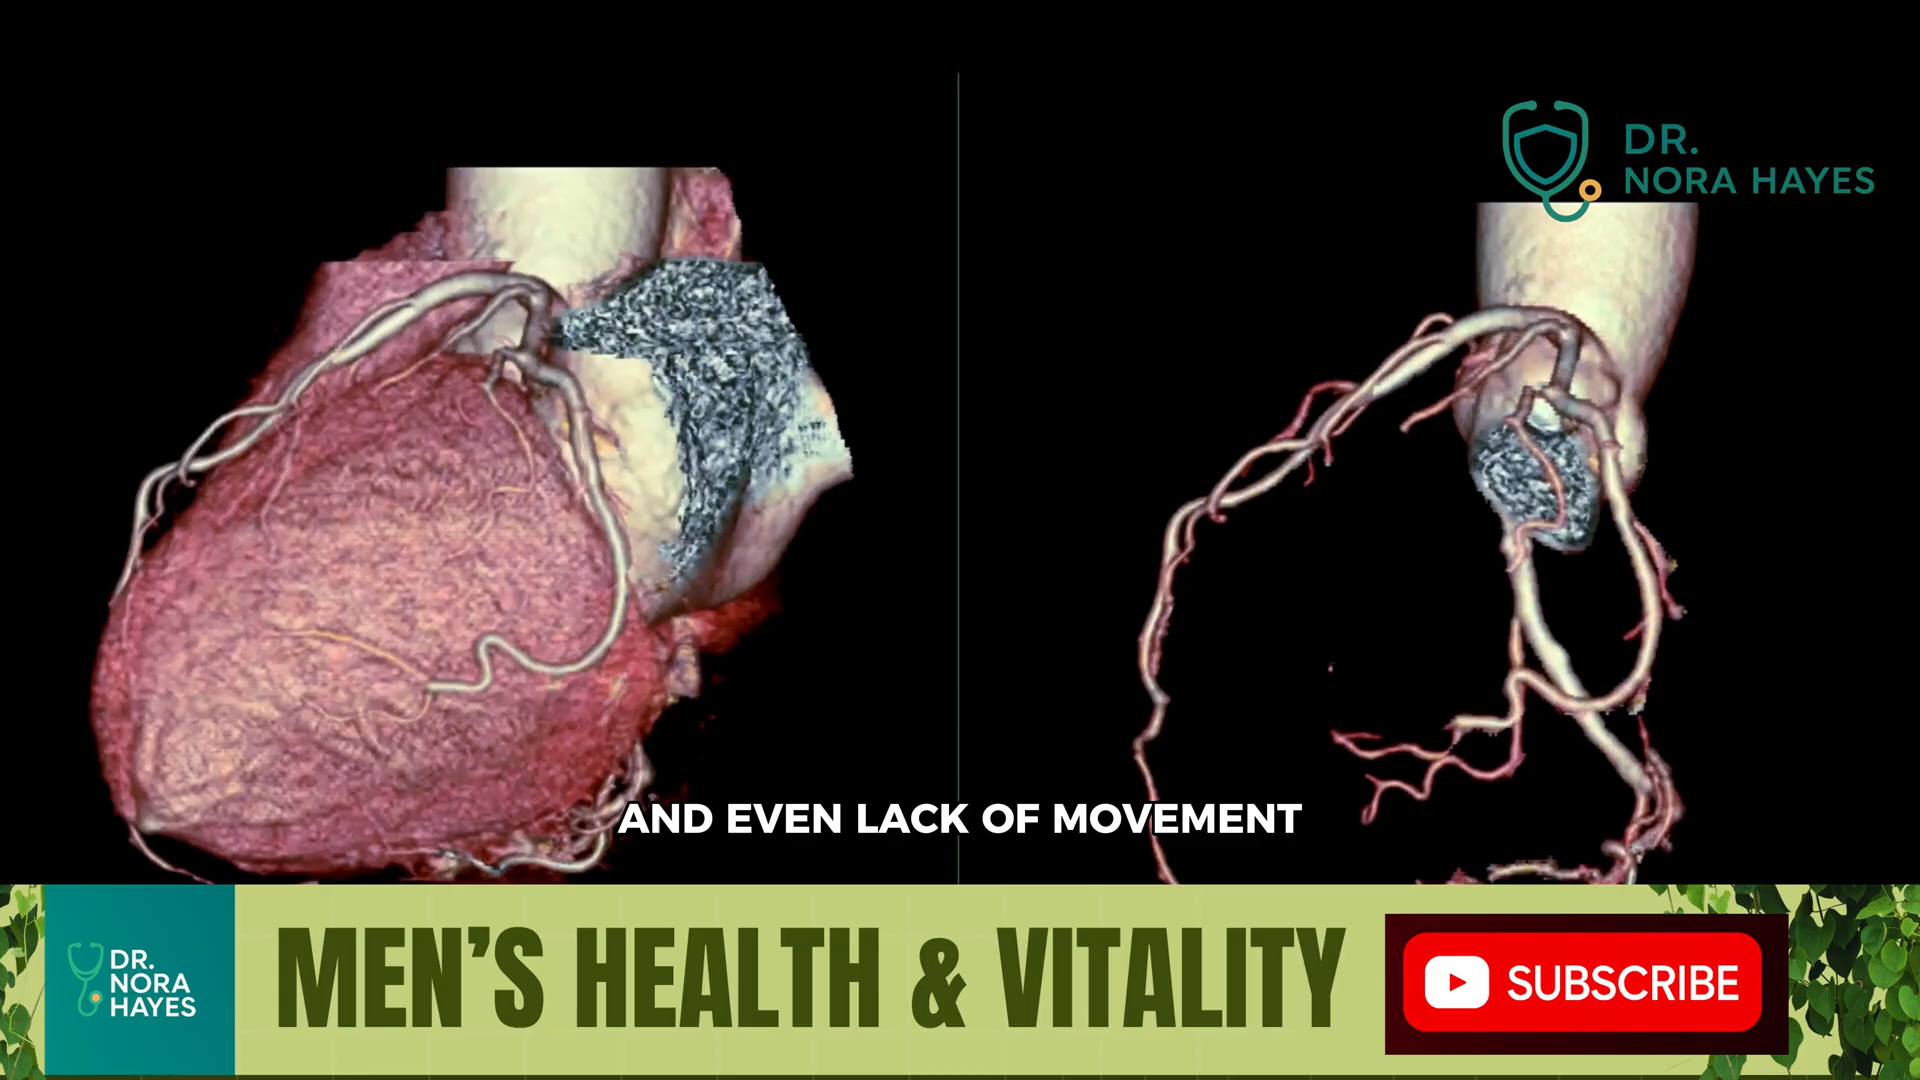 DR.
NORA HAYES
AND EVEN LACK OF MOVEMENT
DR.
NORA
HAYES
MEN'S HEALTH & VITALITY
SUBSCRIBE